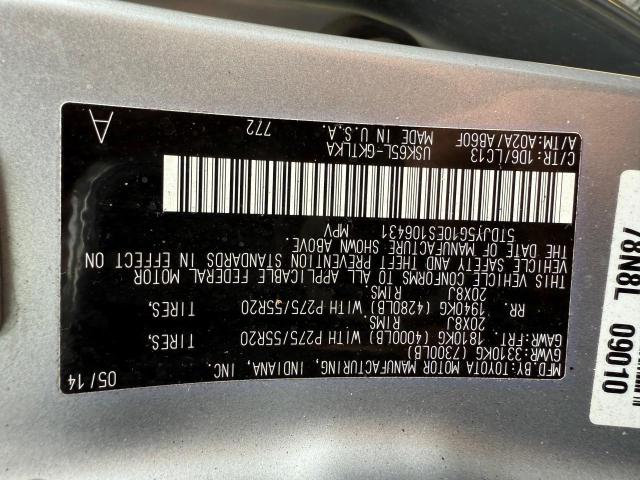 MFD.BY:TOYOTA MOTOR MANUFACTURING, INDIANA, INC. 05/14
GVWR:3310KG (7300LB)
GAWR:FRT. 1810KG (4000LB) WITH P275/55R20 TIRES,
20X8J RIMS
RR. 1940KG (4280LB) WITH P275/55R20 TIRES,
20X8J RIMS
THIS VEHICLE CONFORMS TO ALL APPLICABLE FEDERAL MOTOR
VEHICLE SAFETY AND THEFT PREVENTION STANDARDS IN EFFECT
ON THE DATE OF MANUFACTURE SHOWN ABOVE.
5TDJY5G10ES106431 MPV
C/TR:1D6/LC13 USK65L-GKTLKA 772 A
A/TM:A02A/AB60F MADE IN U.S.A.
78N8L 09010